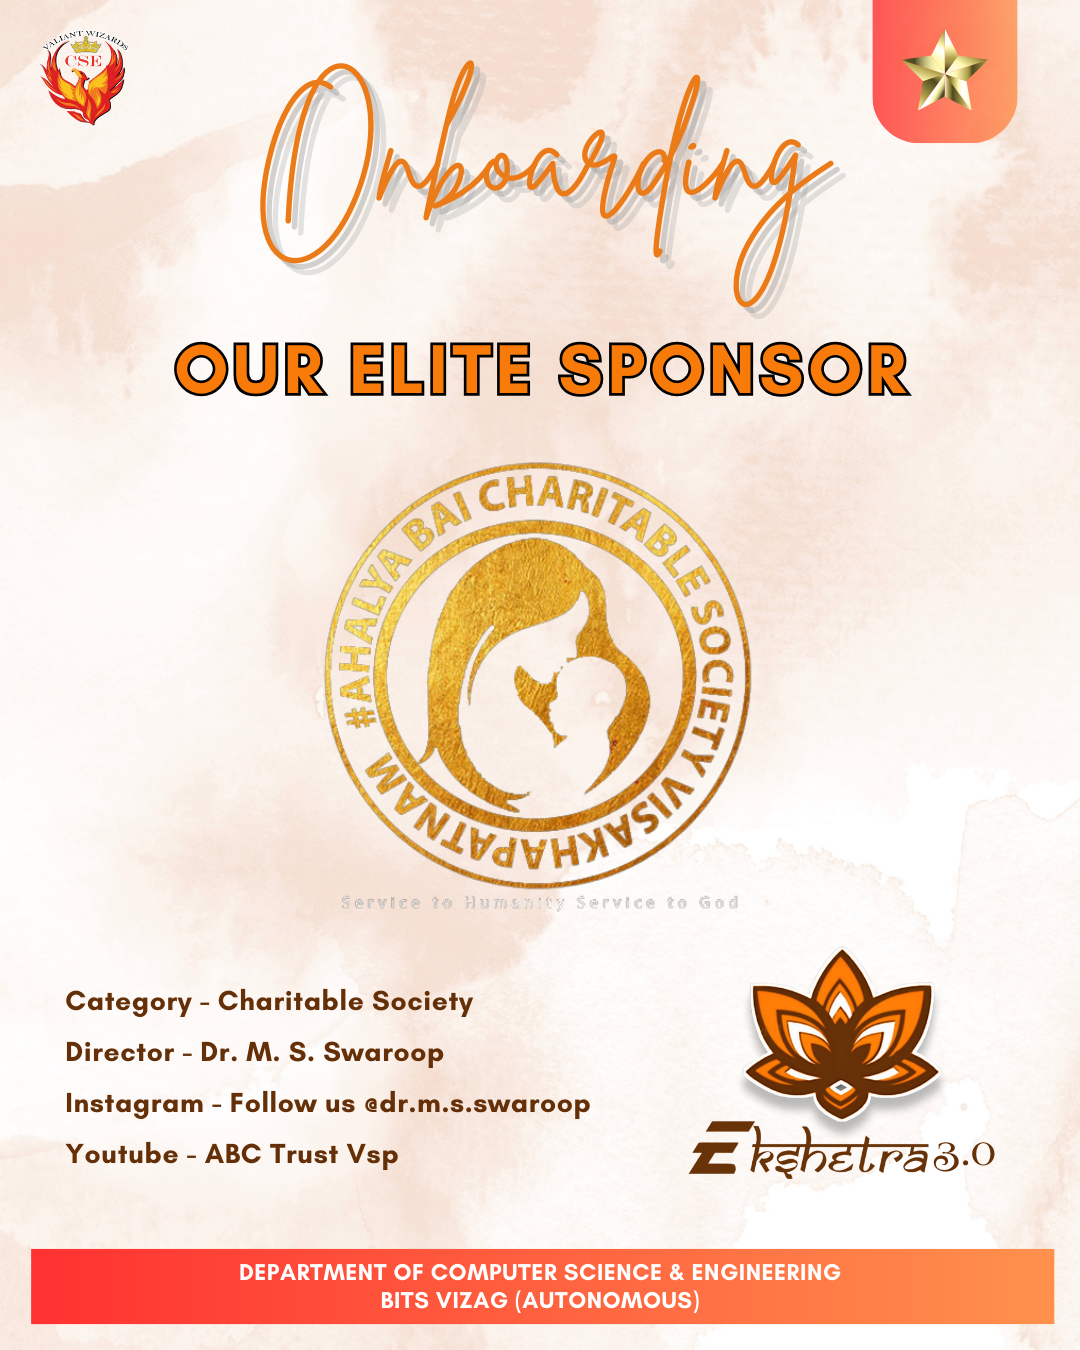 VALIANT WIZARDS
CSE
Onboarding
OUR ELITE SPONSOR
#AHALYA BAI CHARITABLE SOCIETY VISAKHAPATNAM
Service to Humanity Service to God
Category - Charitable Society
Director - Dr. M. S. Swaroop
Instagram - Follow us @dr.m.s.swaroop
Youtube - ABC Trust Vsp
Ekshetra 3.0
DEPARTMENT OF COMPUTER SCIENCE & ENGINEERING
BITS VIZAG (AUTONOMOUS)